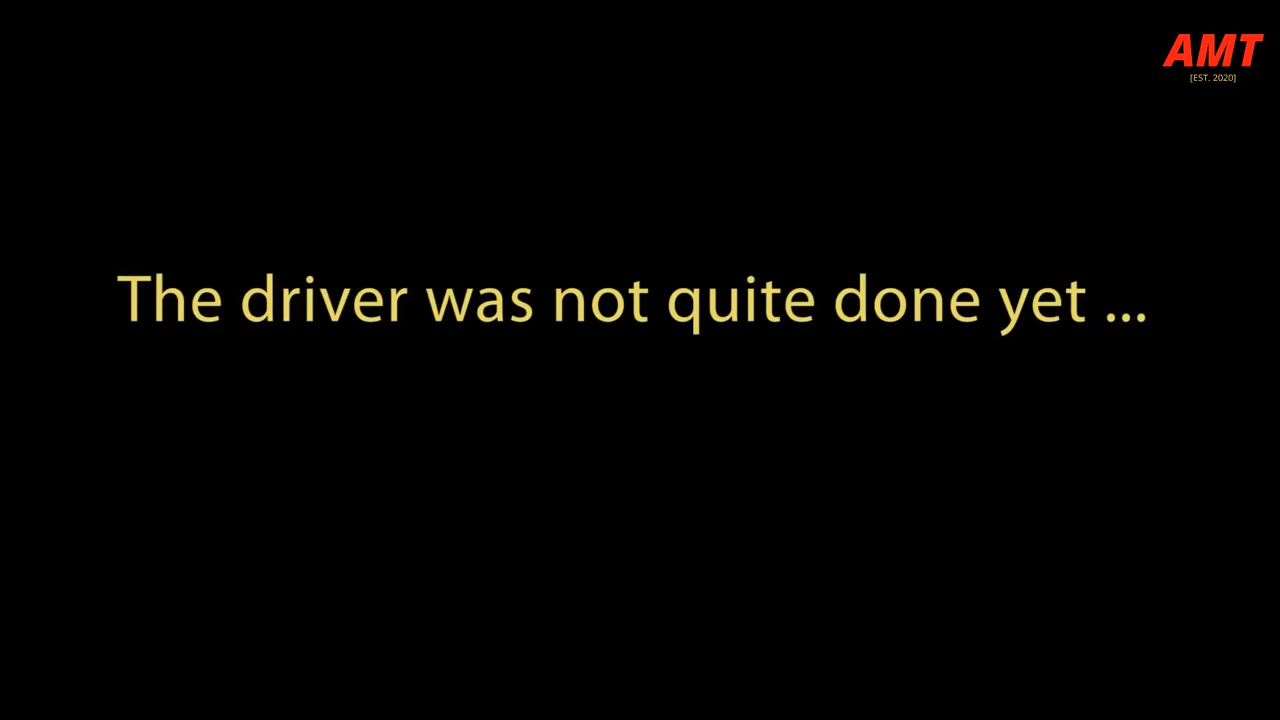 AMT
[EST. 2020]
The driver was not quite done yet ...